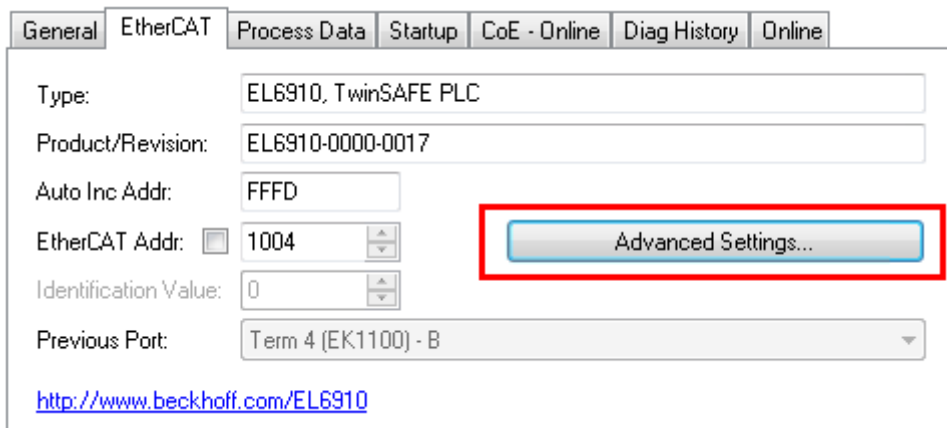 General EtherCAT Process Data Startup CoE - Online Diag History Online
Type: EL6910, TwinSAFE PLC
Product/Revision: EL6910-0000-0017
Auto Inc Addr: FFFD
EtherCAT Addr: 1004 Advanced Settings...
Identification Value: 0
Previous Port: Term 4 (EK1100) - B
http://www.beckhoff.com/EL6910